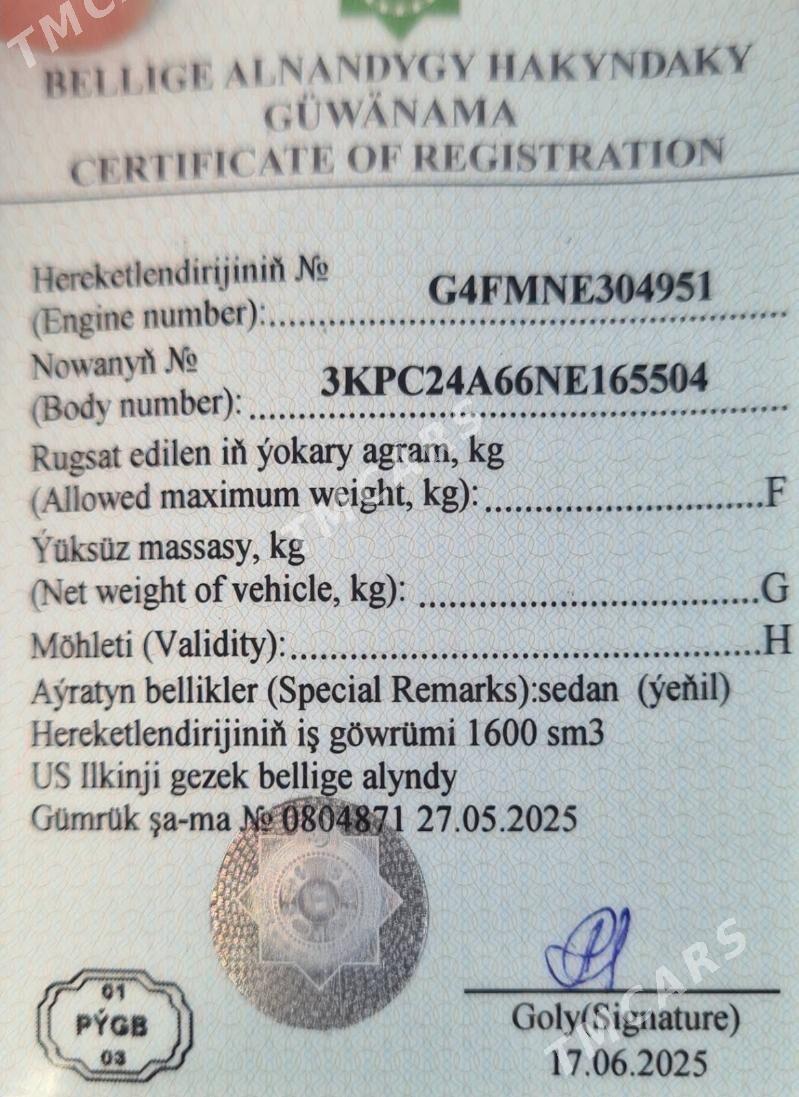 TMCARS
BELLIGE ALNANDYGY HAKYNDAKY
GÜWÄNAMA
CERTIFICATE OF REGISTRATION
Hereketlendirijiniň №
(Engine number):.......... G4FMNE304951
Nowanyň №
(Body number): .......... 3KPC24A66NE165504
Rugsat edilen iň ýokary agram, kg
(Allowed maximum weight, kg):..........F
TMCARS
Ýüksüz massasy, kg
(Net weight of vehicle, kg): ..........G
Möhleti (Validity):..........H
Aýratyn bellikler (Special Remarks):sedan (ýeňil)
Hereketlendirijiniň iş göwrümi 1600 sm3
US Ilkinji gezek bellige alyndy
Gümrük şa-ma № 0804871 27.05.2025
01
PÝGB
03
Goly(Signature)
TMCARS
17.06.2025